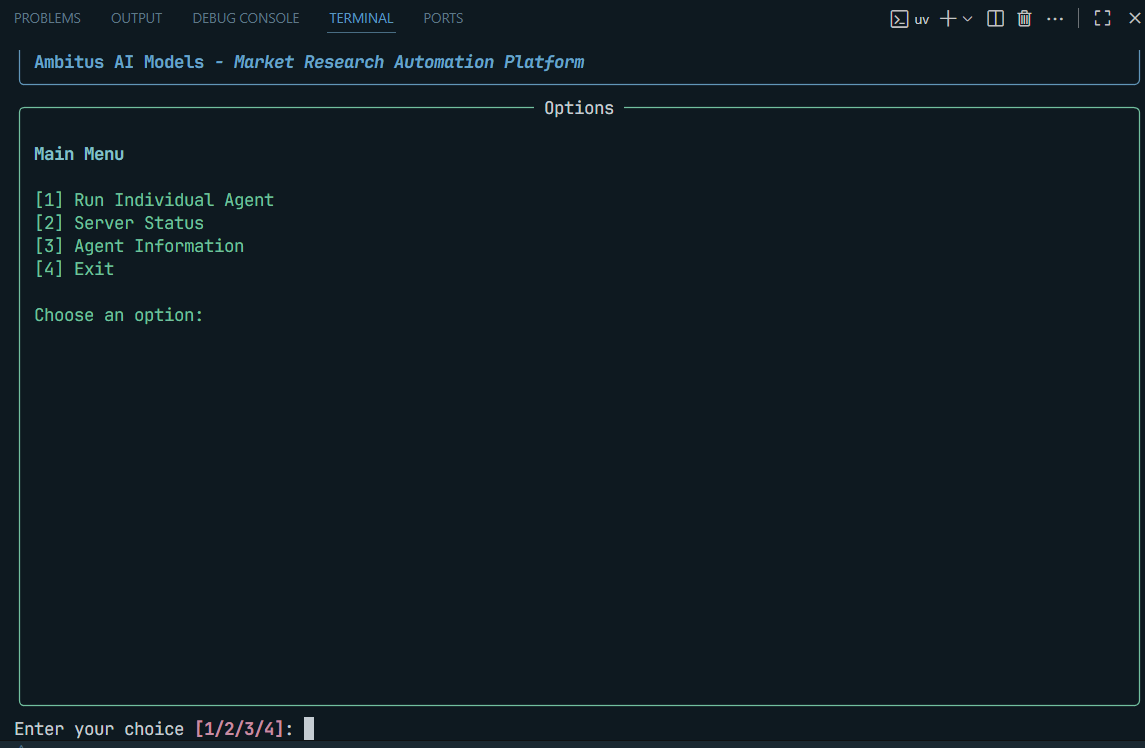 PROBLEMS OUTPUT DEBUG CONSOLE TERMINAL PORTS uv
Ambitus AI Models - Market Research Automation Platform
Options
Main Menu
[1] Run Individual Agent
[2] Server Status
[3] Agent Information
[4] Exit
Choose an option:
Enter your choice [1/2/3/4]: